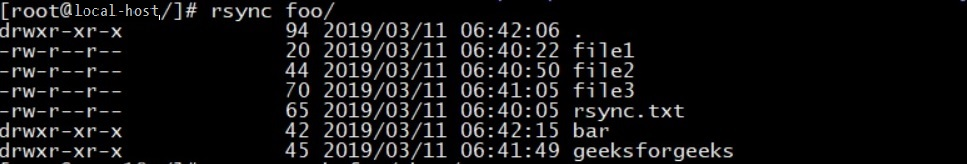 [root@local-host /]# rsync foo/
drwxr-xr-x 94 2019/03/11 06:42:06 .
-rw-r--r-- 20 2019/03/11 06:40:22 file1
-rw-r--r-- 44 2019/03/11 06:40:50 file2
-rw-r--r-- 70 2019/03/11 06:41:05 file3
-rw-r--r-- 65 2019/03/11 06:40:05 rsync.txt
drwxr-xr-x 42 2019/03/11 06:42:15 bar
drwxr-xr-x 45 2019/03/11 06:41:49 geeksforgeeks